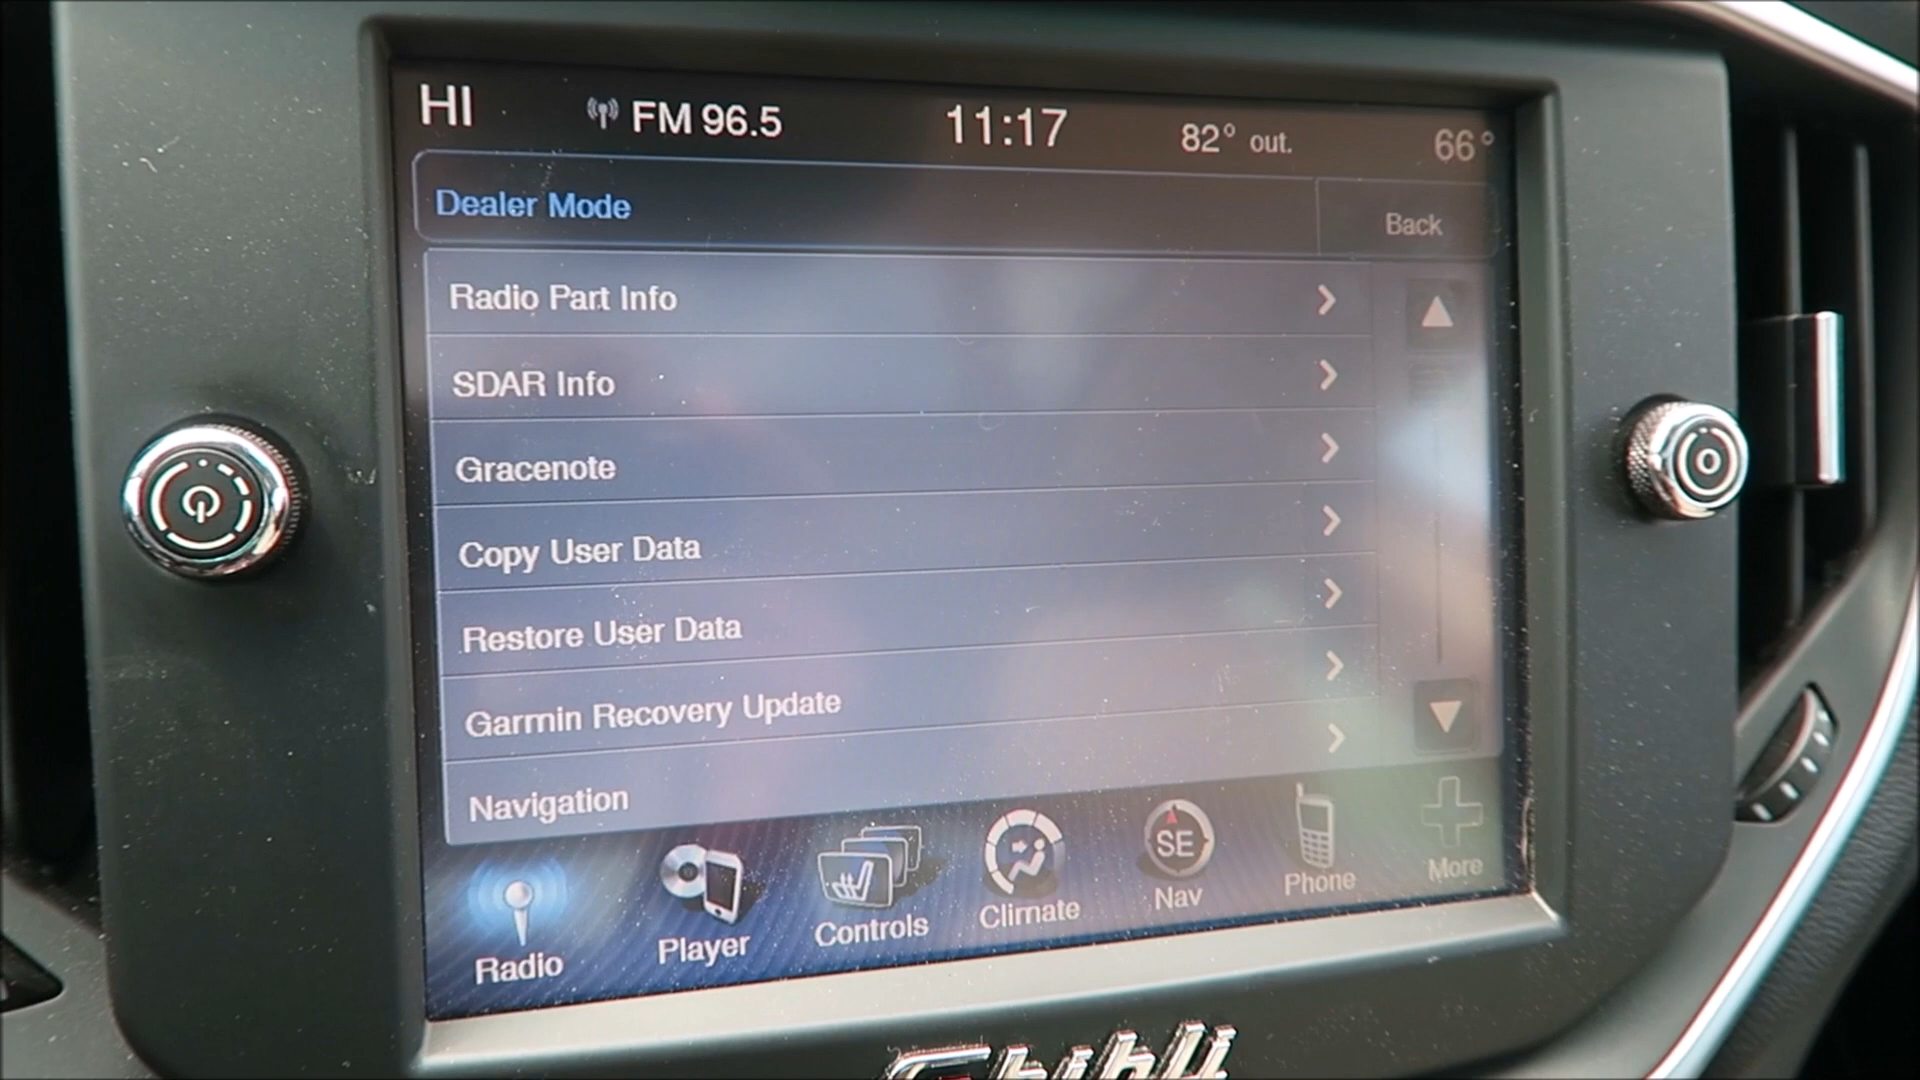 HI FM 96.5 11:17 82° out. 66°
Dealer Mode Back
Radio Part Info
SDAR Info
Gracenote
Copy User Data
Restore User Data
Garmin Recovery Update
Navigation
Radio Player Controls Climate SE Nav Phone More
Ghibli